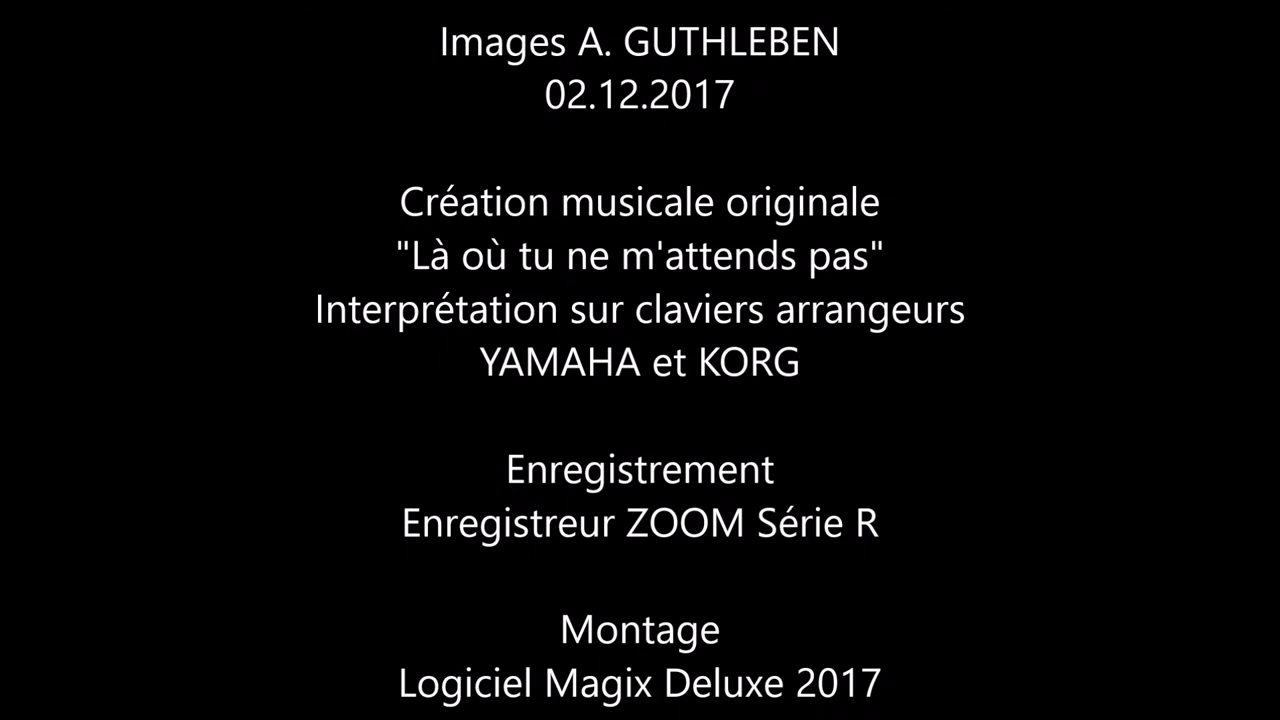 Images A. GUTHLEBEN
02.12.2017
Création musicale originale
"Là où tu ne m'attends pas"
Interprétation sur claviers arrangeurs
YAMAHA et KORG
Enregistrement
Enregistreur ZOOM Série R
Montage
Logiciel Magix Deluxe 2017